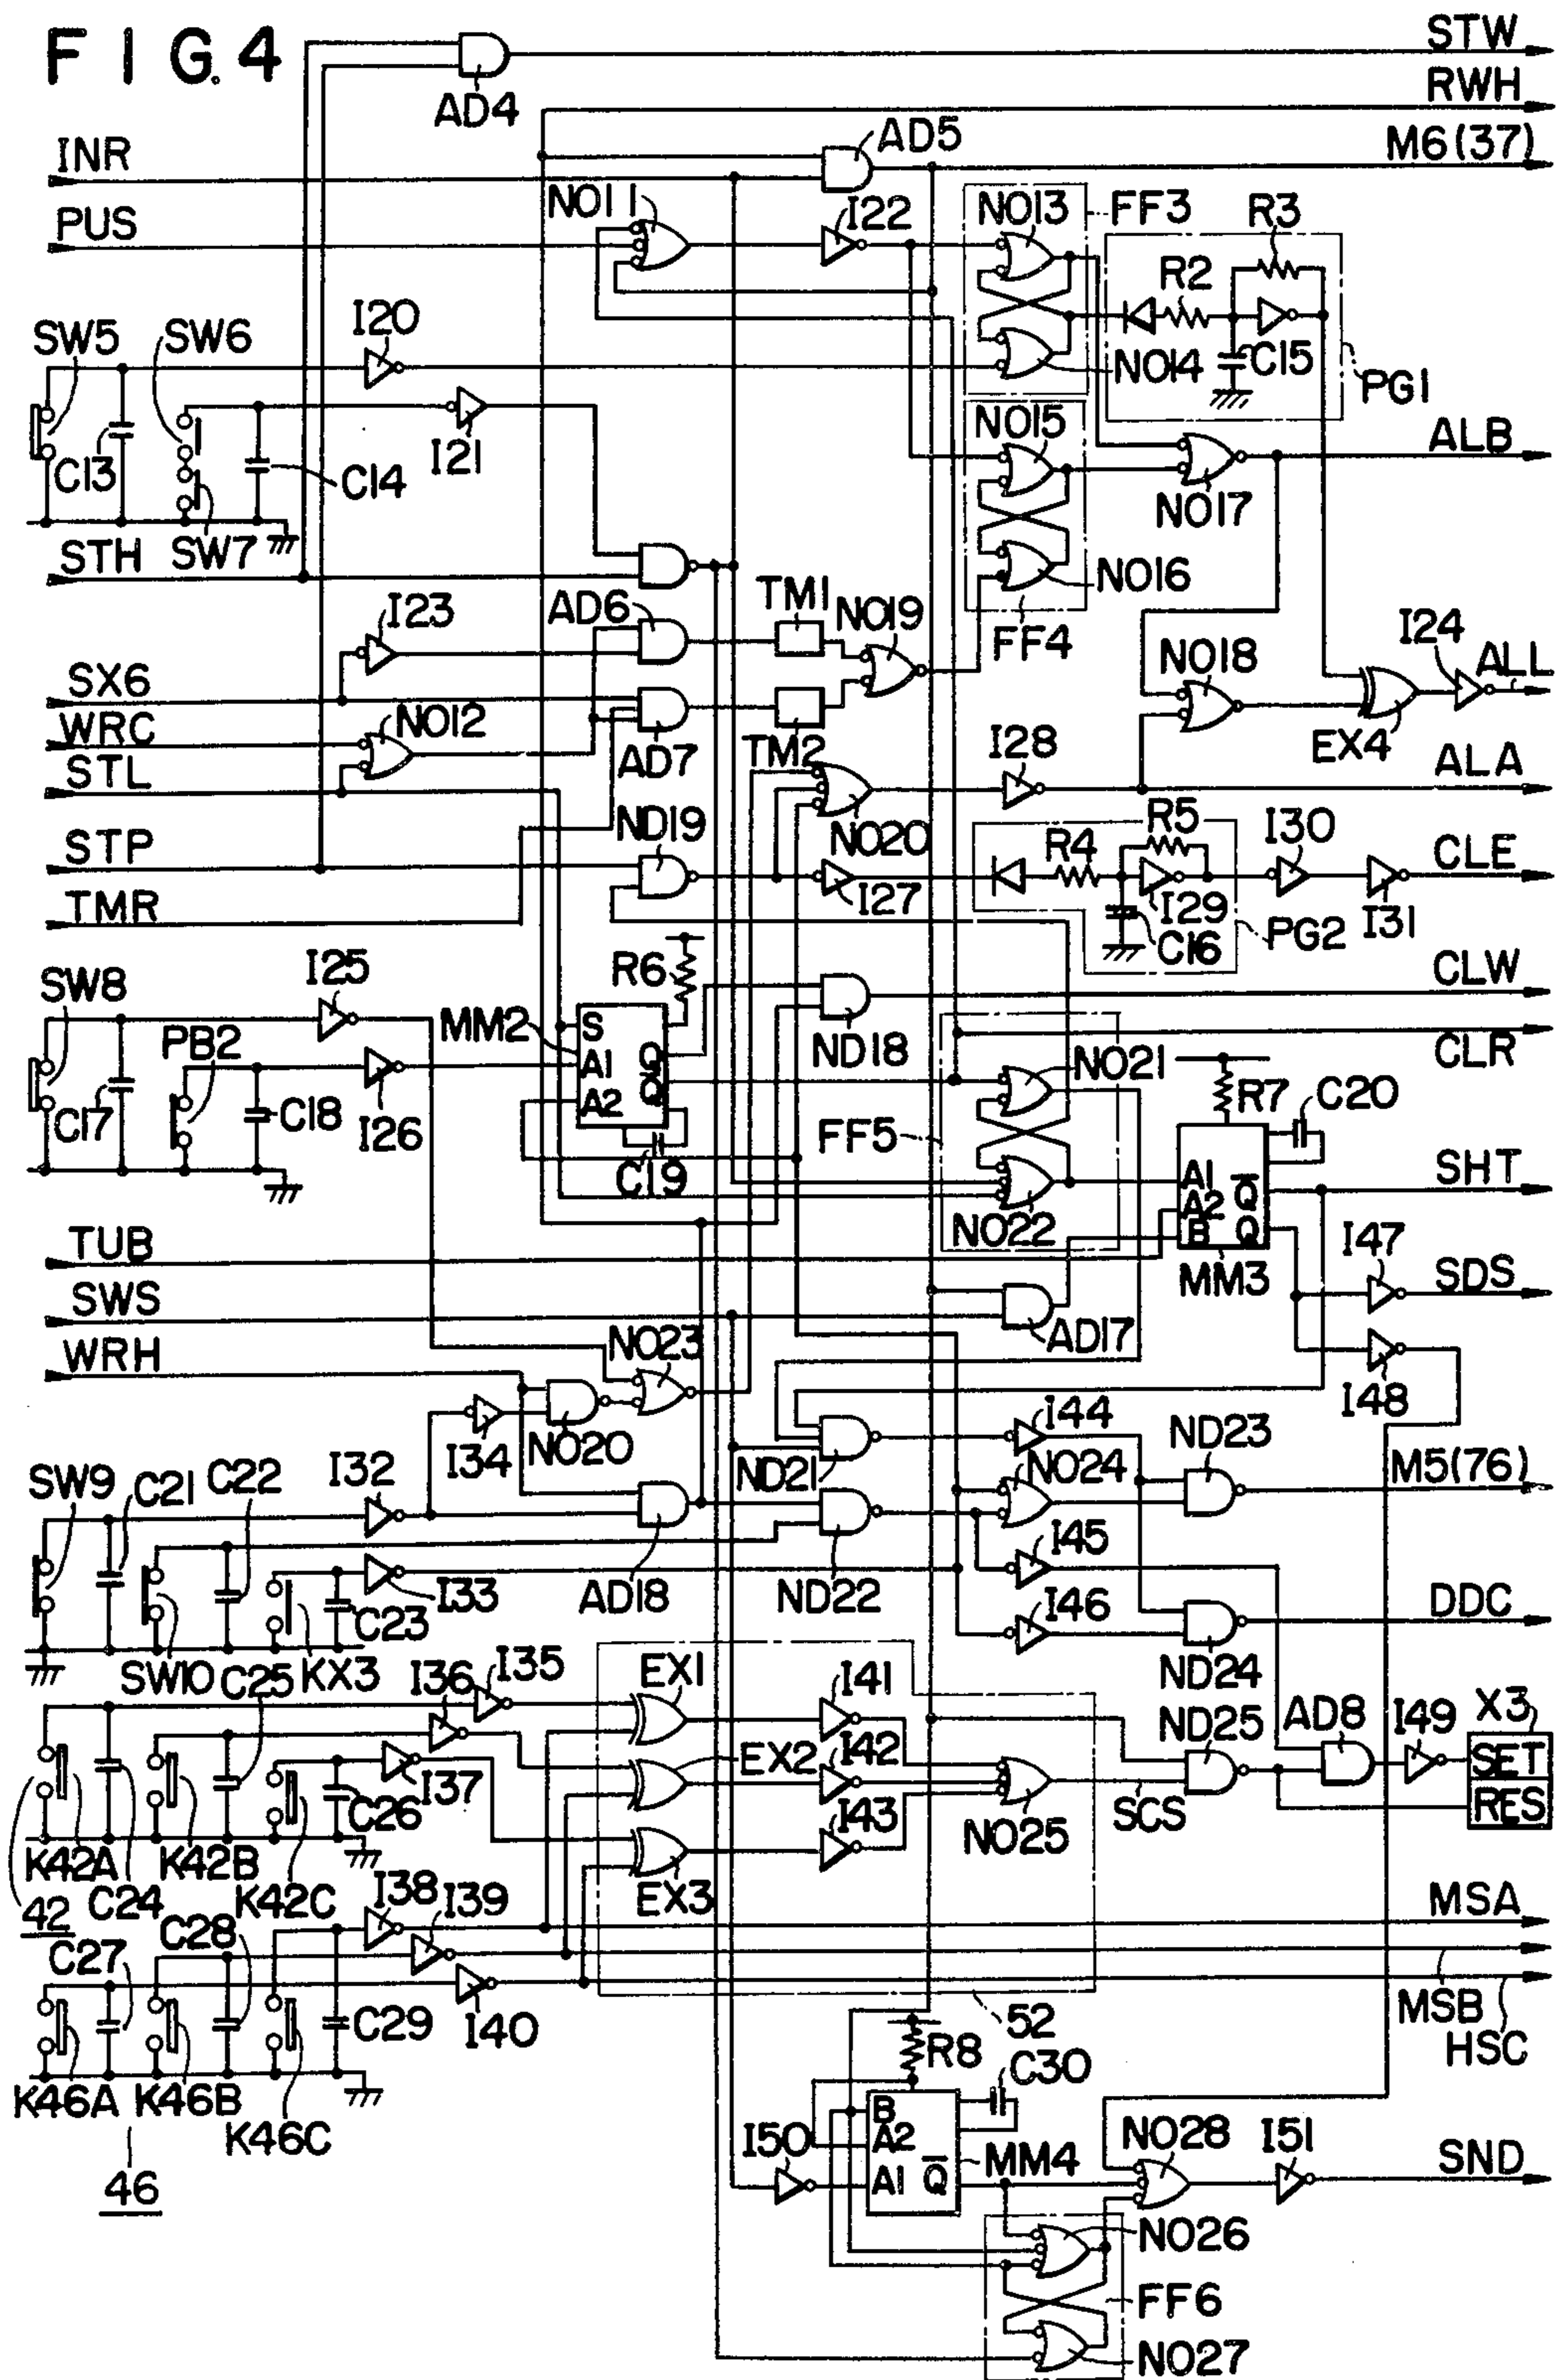 FIG. 4
STW
AD4
RWH
INR
AD5
M6(37)
NO11
I22
NO13
FF3
R3
PUS
R2
SW5
SW6
I20
C15
NO14
PG1
NO15
ALB
C13
I21
C14
NO17
SW7
STH
NO16
I23
AD6
TM1
NO19
FF4
I24
NO18
ALL
SX6
NO12
WRC
EX4
AD7
TM2
I28
STL
ALA
ND19
NO20
R5
I30
STP
R4
CLE
I27
I29
I31
TMR
C16
PG2
I25
R6
CLW
SW8
MM2
PB2
S
ND18
CLR
A1
Q
NO21
A2
Q̅
R7
C20
C17
C18
I26
FF5
C19
A1
Q̅
SHT
A2
NO22
B
Q
TUB
I47
MM3
SDS
SWS
AD17
WRH
NO23
I48
I44
I34
NO20
ND23
ND21
NO24
M5(76)
SW9
C21
C22
I32
I45
I33
AD18
ND22
I46
DDC
C23
SW10
C25
KX3
I36
I35
EX1
ND24
I41
ND25
X3
AD8
I49
EX2
I42
SET
I37
C26
SCS
RES
I43
NO25
K42A
K42B
C24
K42C
I38
I39
EX3
MSA
42
C28
C27
MSB
C29
I40
52
HSC
R8
C30
K46A
K46B
K46C
B
A2
I50
NO28
I51
MM4
SND
A1
Q̅
46
NO26
FF6
NO27